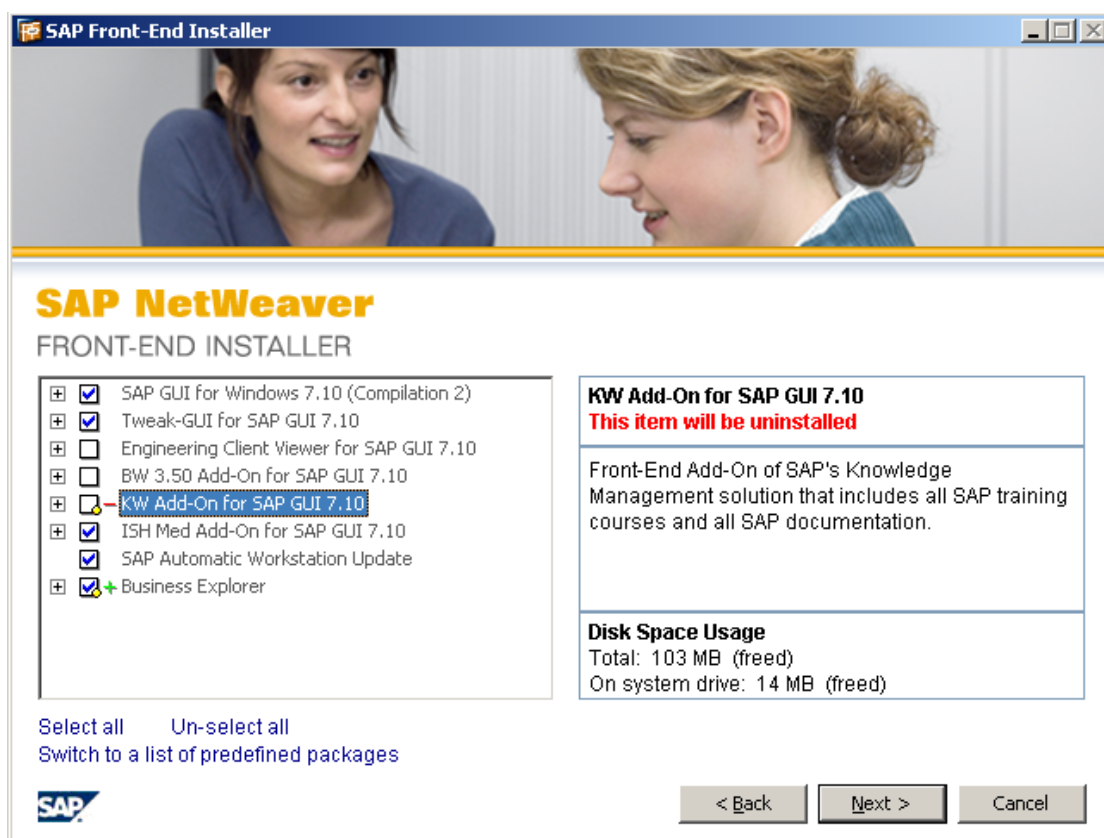 SAP Front-End Installer
SAP NetWeaver
FRONT-END INSTALLER
SAP GUI for Windows 7.10 (Compilation 2)
Tweak-GUI for SAP GUI 7.10
Engineering Client Viewer for SAP GUI 7.10
BW 3.50 Add-On for SAP GUI 7.10
KW Add-On for SAP GUI 7.10
ISH Med Add-On for SAP GUI 7.10
SAP Automatic Workstation Update
Business Explorer
KW Add-On for SAP GUI 7.10
This item will be uninstalled
Front-End Add-On of SAP's Knowledge
Management solution that includes all SAP training
courses and all SAP documentation.
Disk Space Usage
Total: 103 MB (freed)
On system drive: 14 MB (freed)
Select all Un-select all
Switch to a list of predefined packages
SAP
< Back Next > Cancel